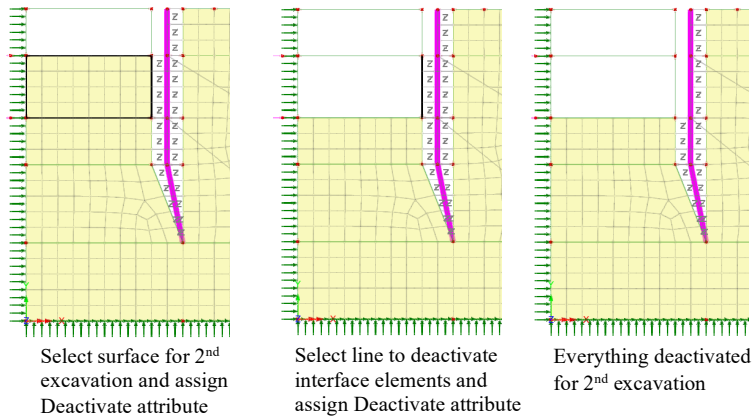 Select surface for 2nd
excavation and assign
Deactivate attribute
Select line to deactivate
interface elements and
assign Deactivate attribute
Everything deactivated
for 2nd excavation